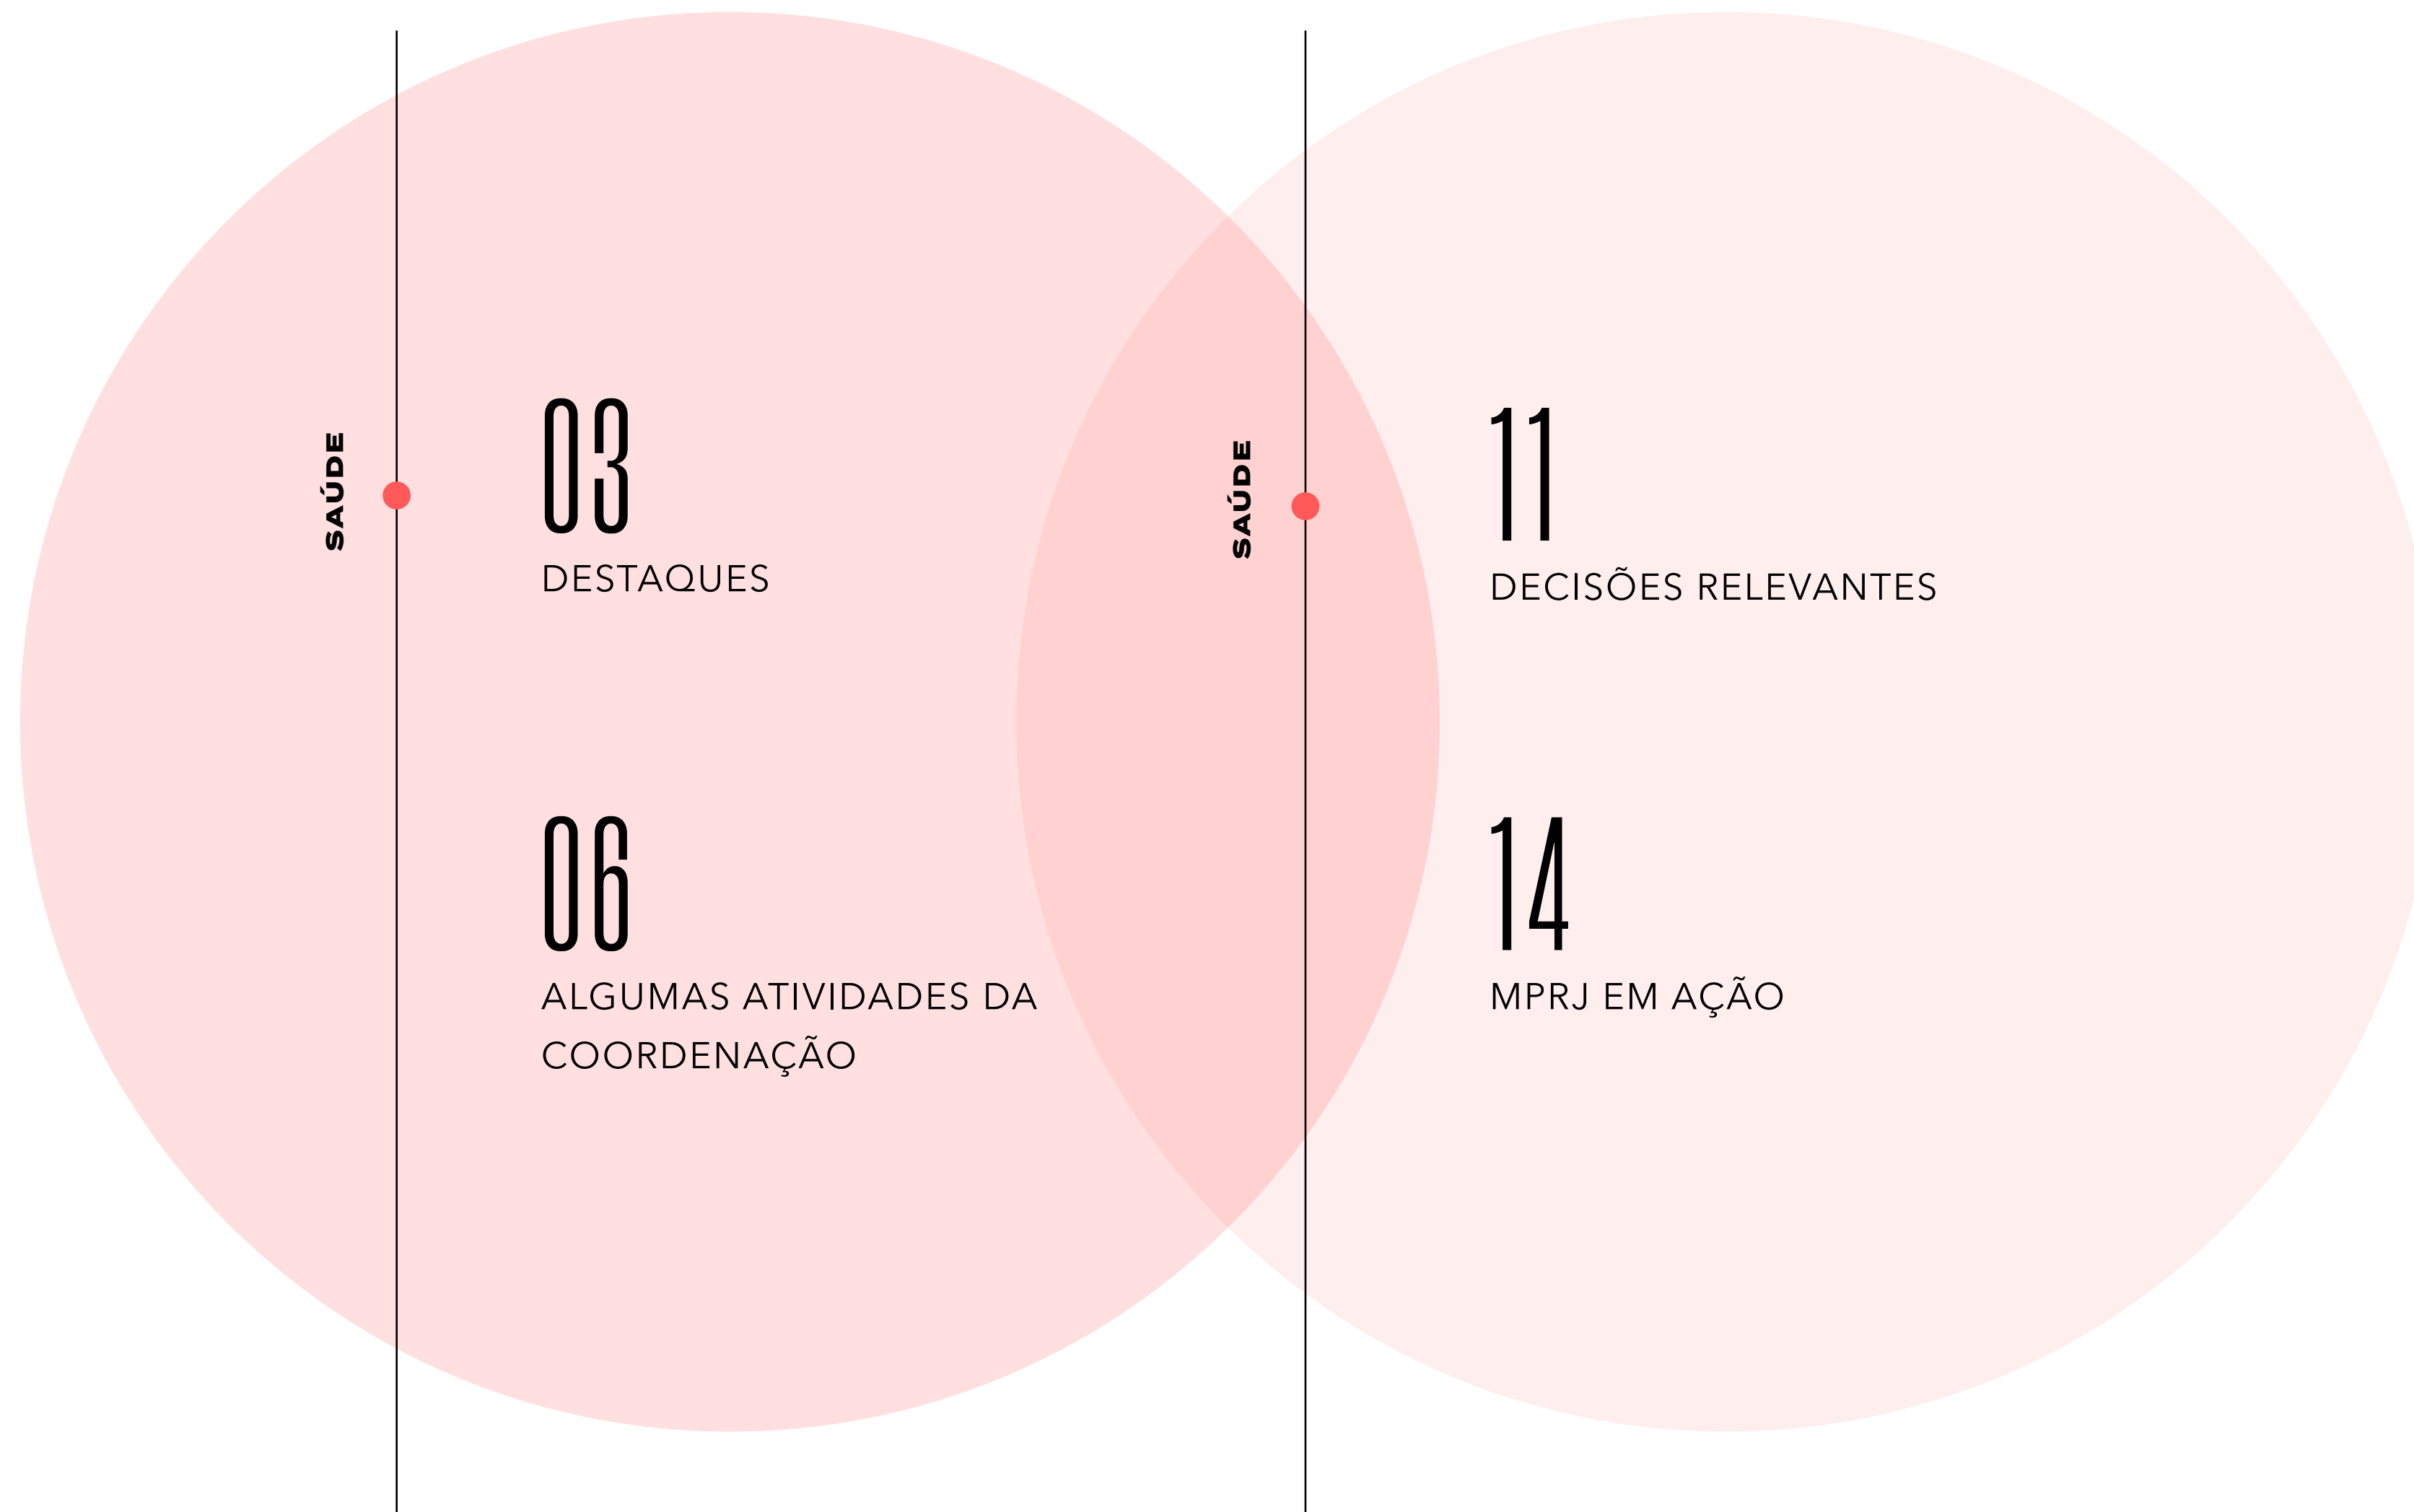 SAÚDE
03
DESTAQUES
06
ALGUMAS ATIVIDADES DA
COORDENAÇÃO
SAÚDE
11
DECISÕES RELEVANTES
14
MPRJ EM AÇÃO